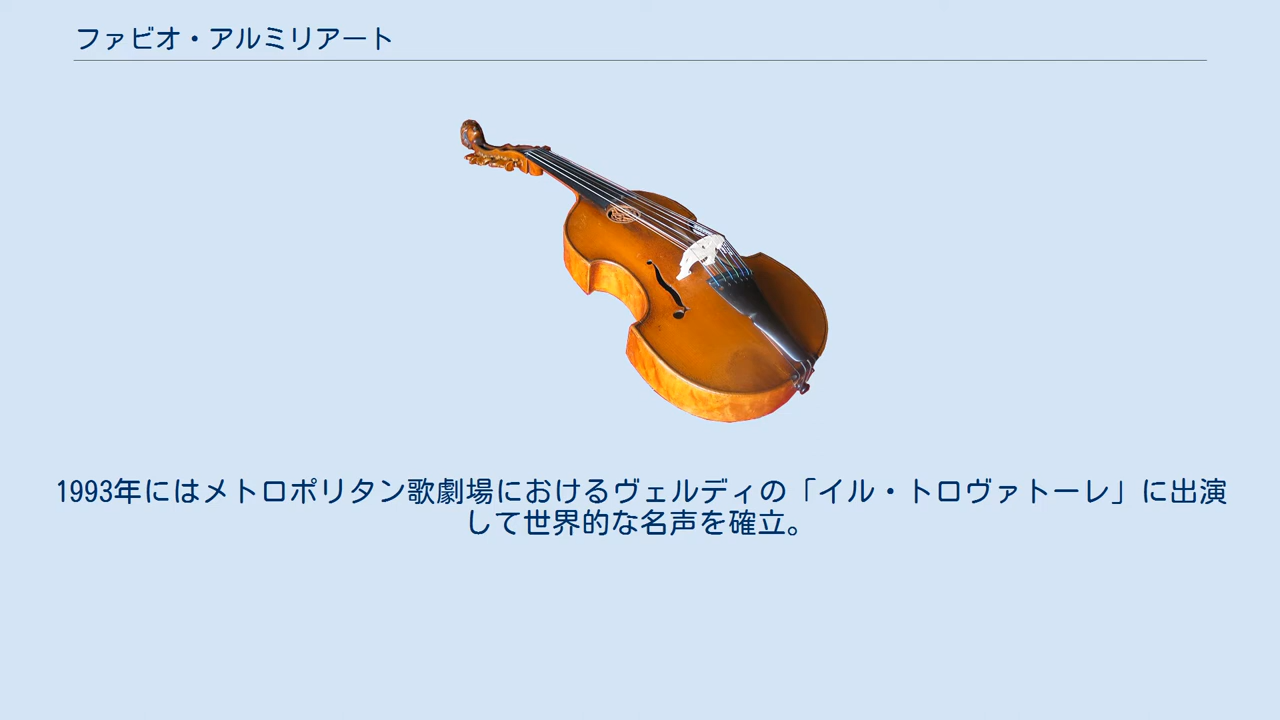 ファビオ・アルミリアート
1993年にはメトロポリタン歌劇場におけるヴェルディの「イル・トロヴァトーレ」に出演
して世界的な名声を確立。